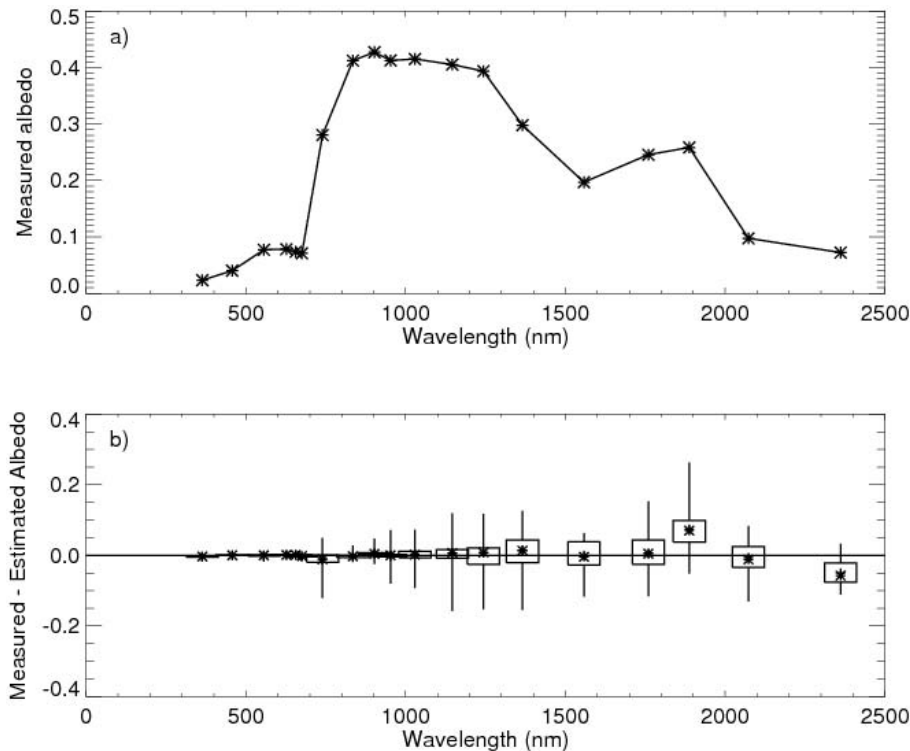 0.5
a)
0.4
0.3
0.2
0.1
0.0
Measured albedo
0 500 1000 1500 2000 2500
Wavelength (nm)
0.4
b)
0.2
0.0
-0.2
-0.4
Measured - Estimated Albedo
0 500 1000 1500 2000 2500
Wavelength (nm)